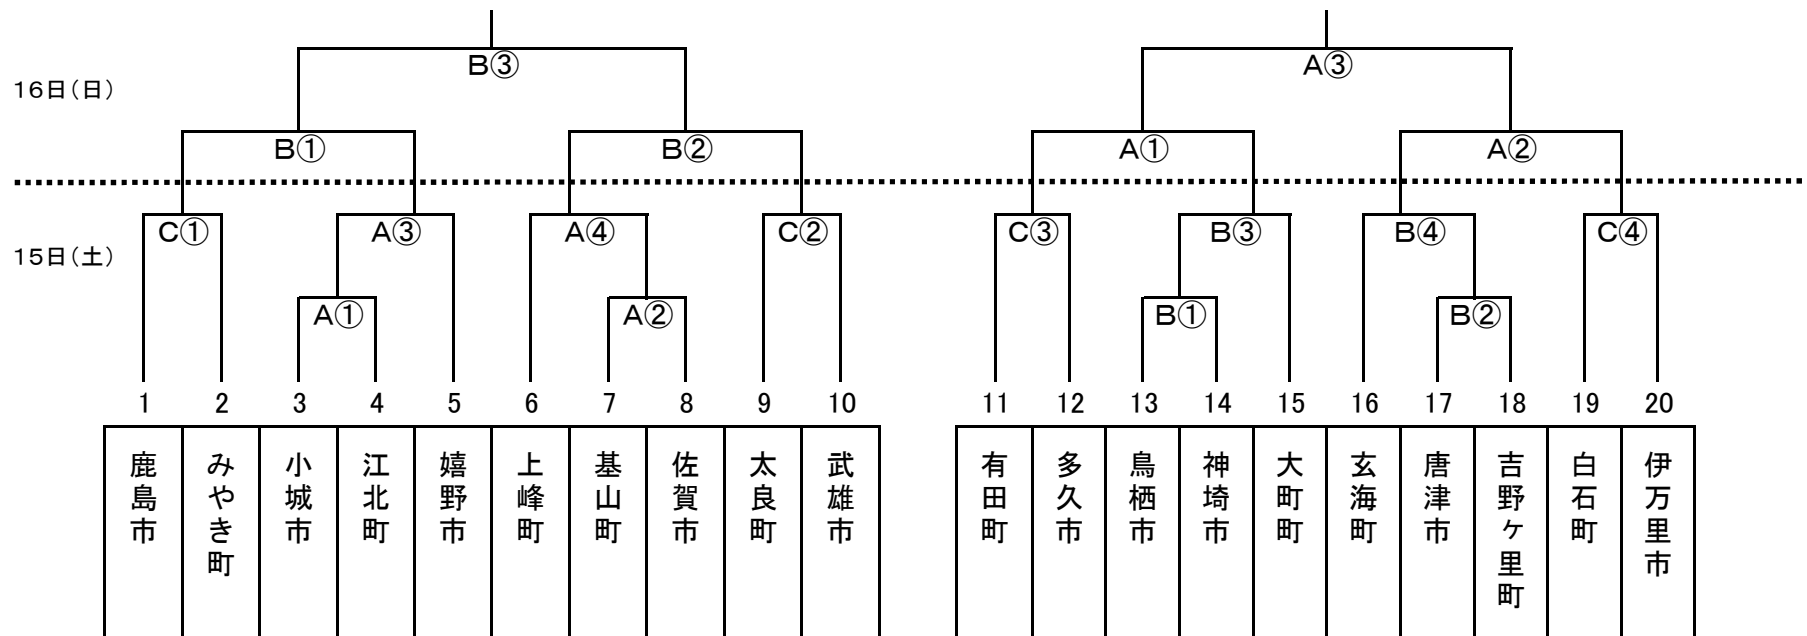 B③ A③
16日(日)
B① B② A① A②
C① A③ A④ C② C③ B③ B④ C④
15日(土)
A① A② B① B②
1 2 3 4 5 6 7 8 9 10 11 12 13 14 15 16 17 18 19 20
鹿島市
みやき町
小城市
江北町
嬉野市
上峰町
基山町
佐賀市
太良町
武雄市
有田町
多久市
鳥栖市
神埼市
大町町
玄海町
唐津市
吉野ヶ里町
白石町
伊万里市